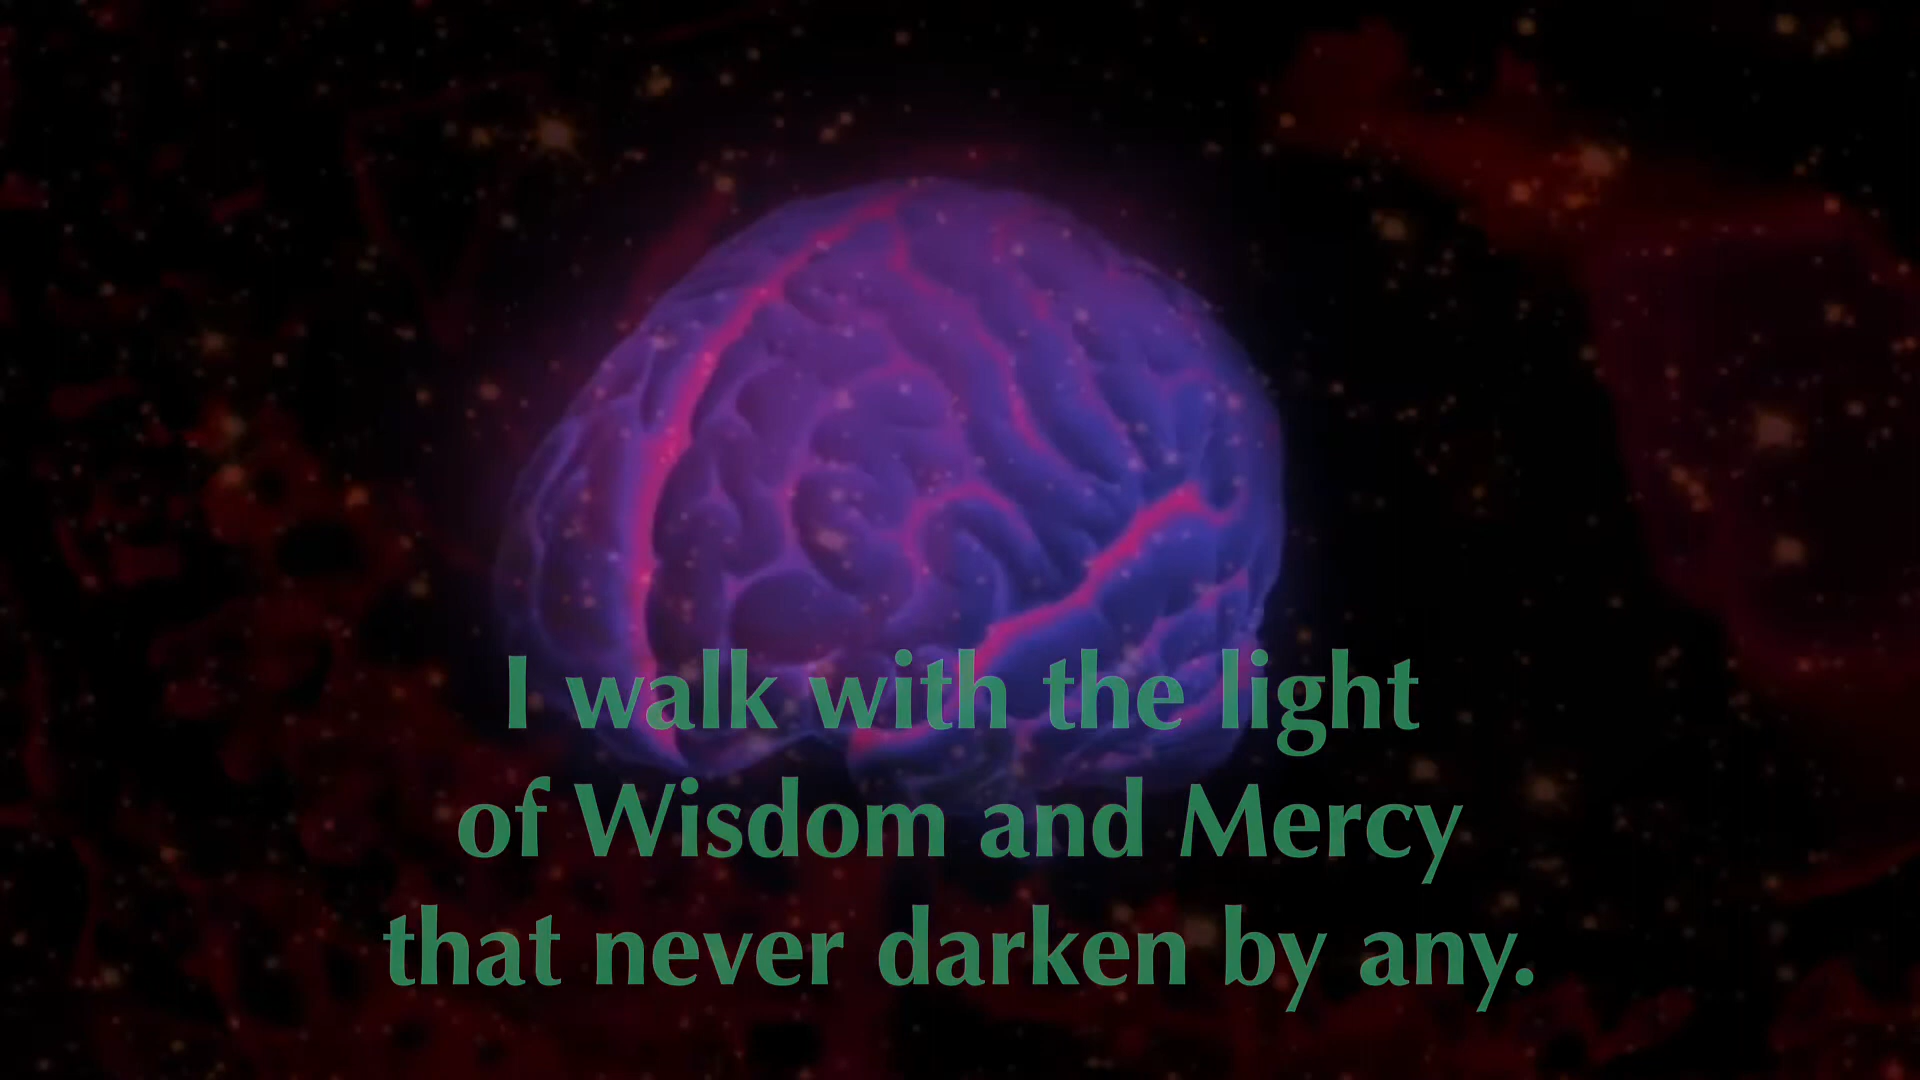 I walk with the light
of Wisdom and Mercy
that never darken by any.